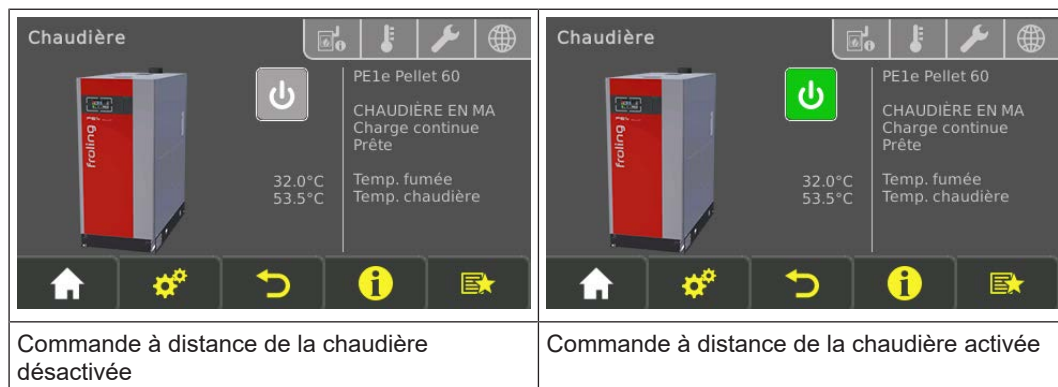 Chaudière
PE1e Pellet 60
CHAUDIÈRE EN MA
Charge continue
Prête
32.0°C Temp. fumée
53.5°C Temp. chaudière
froling
Chaudière
PE1e Pellet 60
CHAUDIÈRE EN MA
Charge continue
Prête
32.0°C Temp. fumée
53.5°C Temp. chaudière
froling
Commande à distance de la chaudière
désactivée
Commande à distance de la chaudière activée